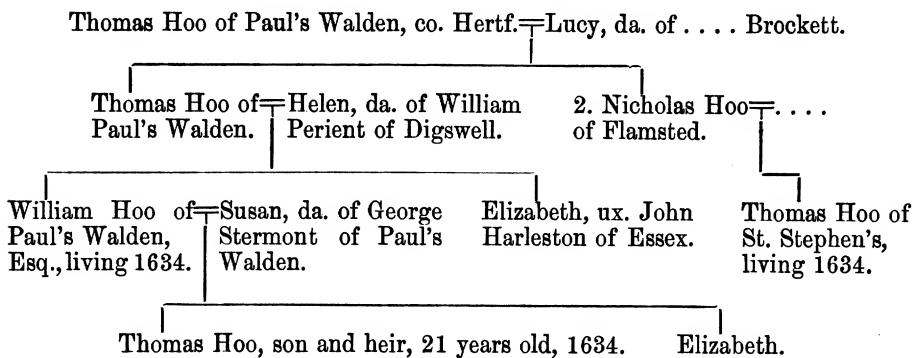 Thomas Hoo of Paul's Walden, co. Hertf.=Lucy, da. of . . . . Brockett.
Thomas Hoo of=Helen, da. of William
Paul's Walden. Perient of Digswell.
2. Nicholas Hoo=. . . .
of Flamsted.
William Hoo of=Susan, da. of George
Paul's Walden, Stermont of Paul's
Esq., living 1634. Walden.
Elizabeth, ux. John
Harleston of Essex.
Thomas Hoo of
St. Stephen's,
living 1634.
Thomas Hoo, son and heir, 21 years old, 1634.
Elizabeth.